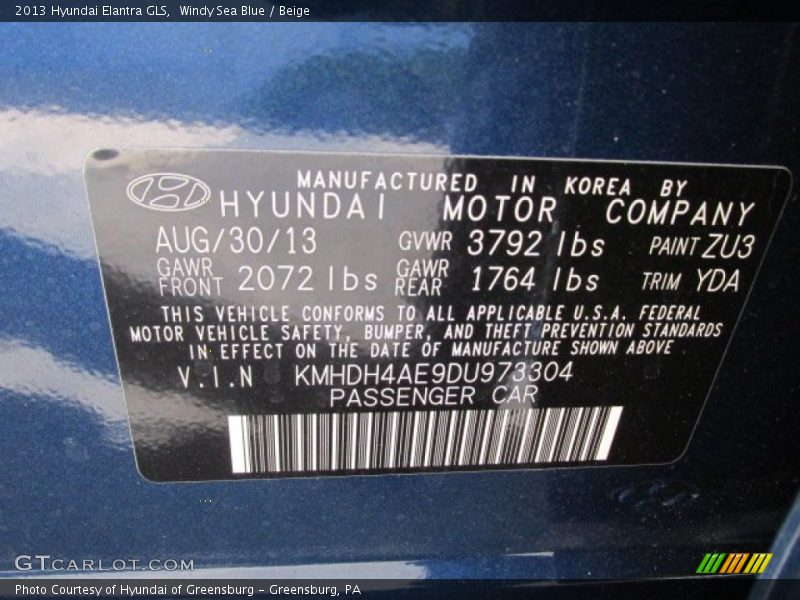 2013 Hyundai Elantra GLS,  Windy Sea Blue / Beige
MANUFACTURED IN KOREA BY
HYUNDAI MOTOR COMPANY
AUG/30/13 GVWR 3792 lbs PAINT ZU3
GAWR FRONT 2072 lbs GAWR REAR 1764 lbs TRIM YDA
THIS VEHICLE CONFORMS TO ALL APPLICABLE U.S.A. FEDERAL
MOTOR VEHICLE SAFETY, BUMPER, AND THEFT PREVENTION STANDARDS
IN EFFECT ON THE DATE OF MANUFACTURE SHOWN ABOVE
V.I.N KMHDH4AE9DU973304
PASSENGER CAR
GTCARLOT.COM
Photo Courtesy of Hyundai of Greensburg - Greensburg, PA